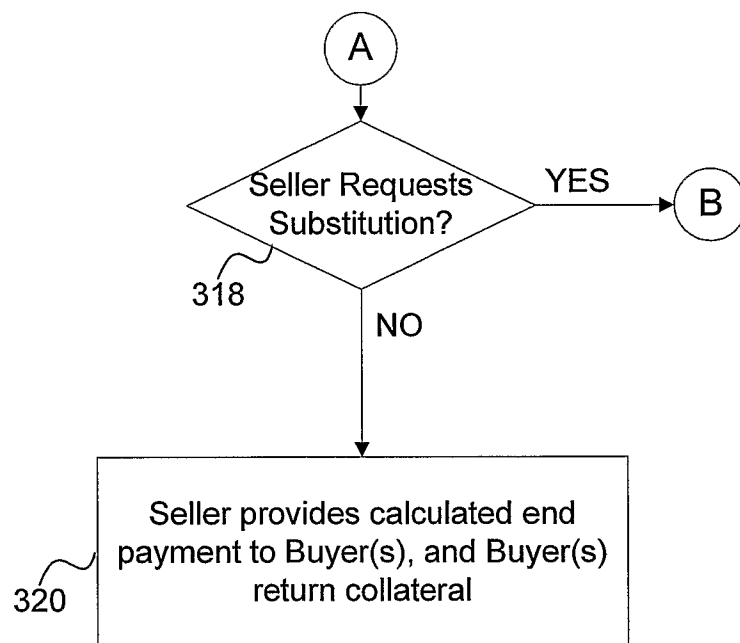 A
Seller Requests
Substitution?
YES
B
318
NO
Seller provides calculated end
payment to Buyer(s), and Buyer(s)
return collateral
320